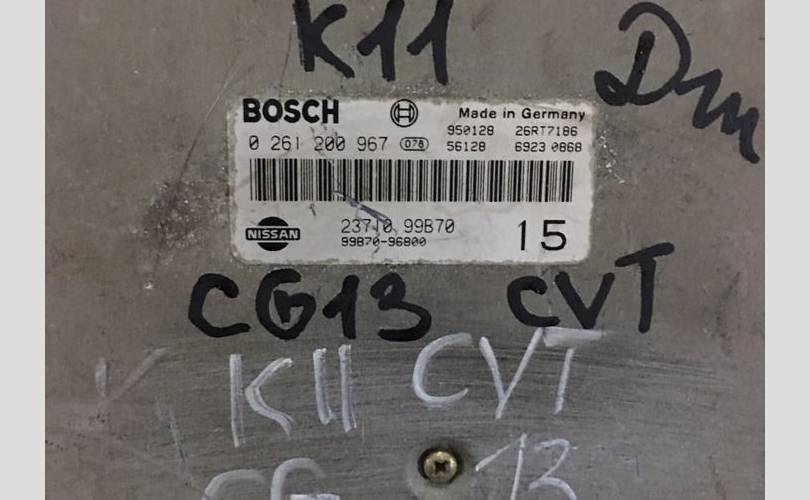 K11
Dm
BOSCH
Made in Germany
950128 26RT7186
0 261 200 967 078
56128 6923 0868
NISSAN
23710 99B70
99B70-96800
15
CG13 CVT
K11 CVT
CG 13